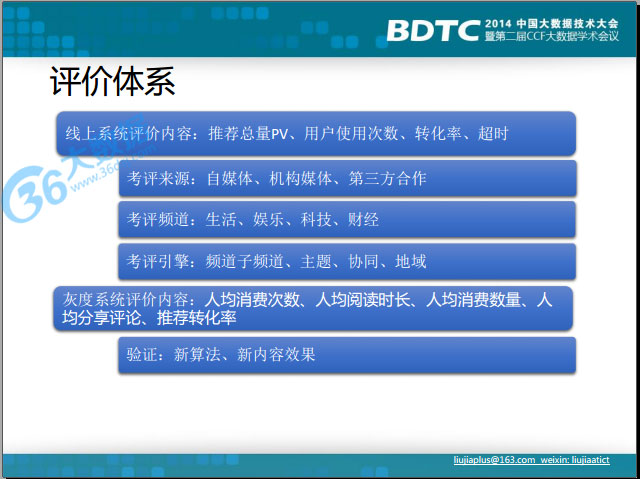 BDTC 2014 中国大数据技术大会
暨第二届CCF大数据学术会议
评价体系
线上系统评价内容：推荐总量PV、用户使用次数、转化率、超时
考评来源：自媒体、机构媒体、第三方合作
考评频道：生活、娱乐、科技、财经
考评引擎：频道子频道、主题、协同、地域
灰度系统评价内容：人均消费次数、人均阅读时长、人均消费数量、人
均分享评论、推荐转化率
验证：新算法、新内容效果
36大数据
liujiaplus@163.com weixin: liujiaatict